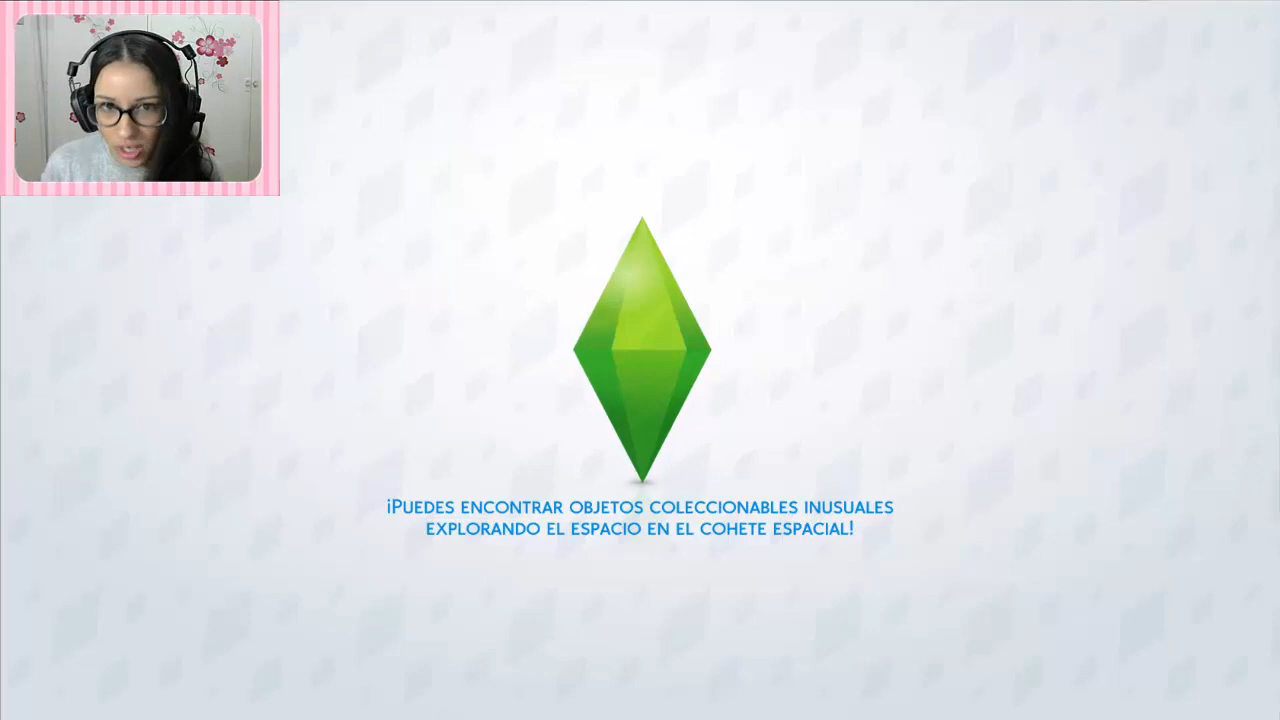 ¡Puedes encontrar objetos coleccionables inusuales
explorando el espacio en el cohete espacial!